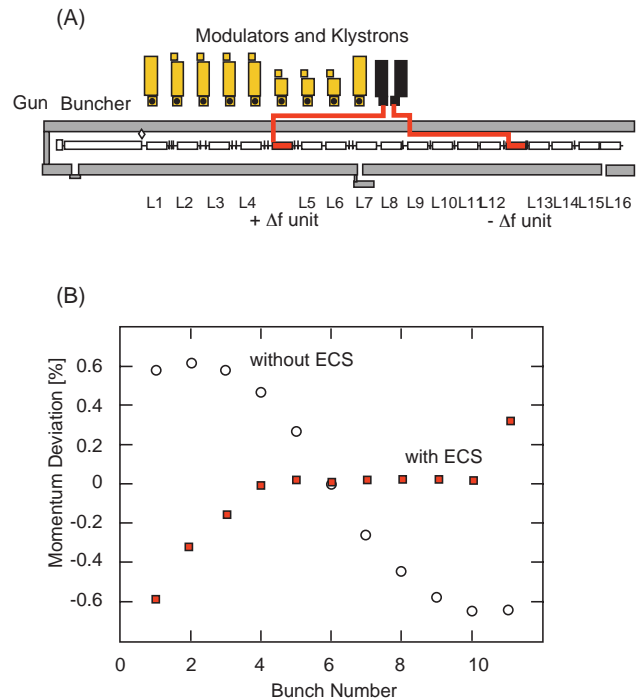 (A)
Modulators and Klystrons
Gun Buncher
L1 L2 L3 L4 L5 L6 L7 L8 L9 L10 L11 L12 L13 L14 L15 L16
+ Δf unit - Δf unit
(B)
Momentum Deviation [%]
0.6
0.4
0.2
0
-0.2
-0.4
-0.6
without ECS
with ECS
0 2 4 6 8 10
Bunch Number